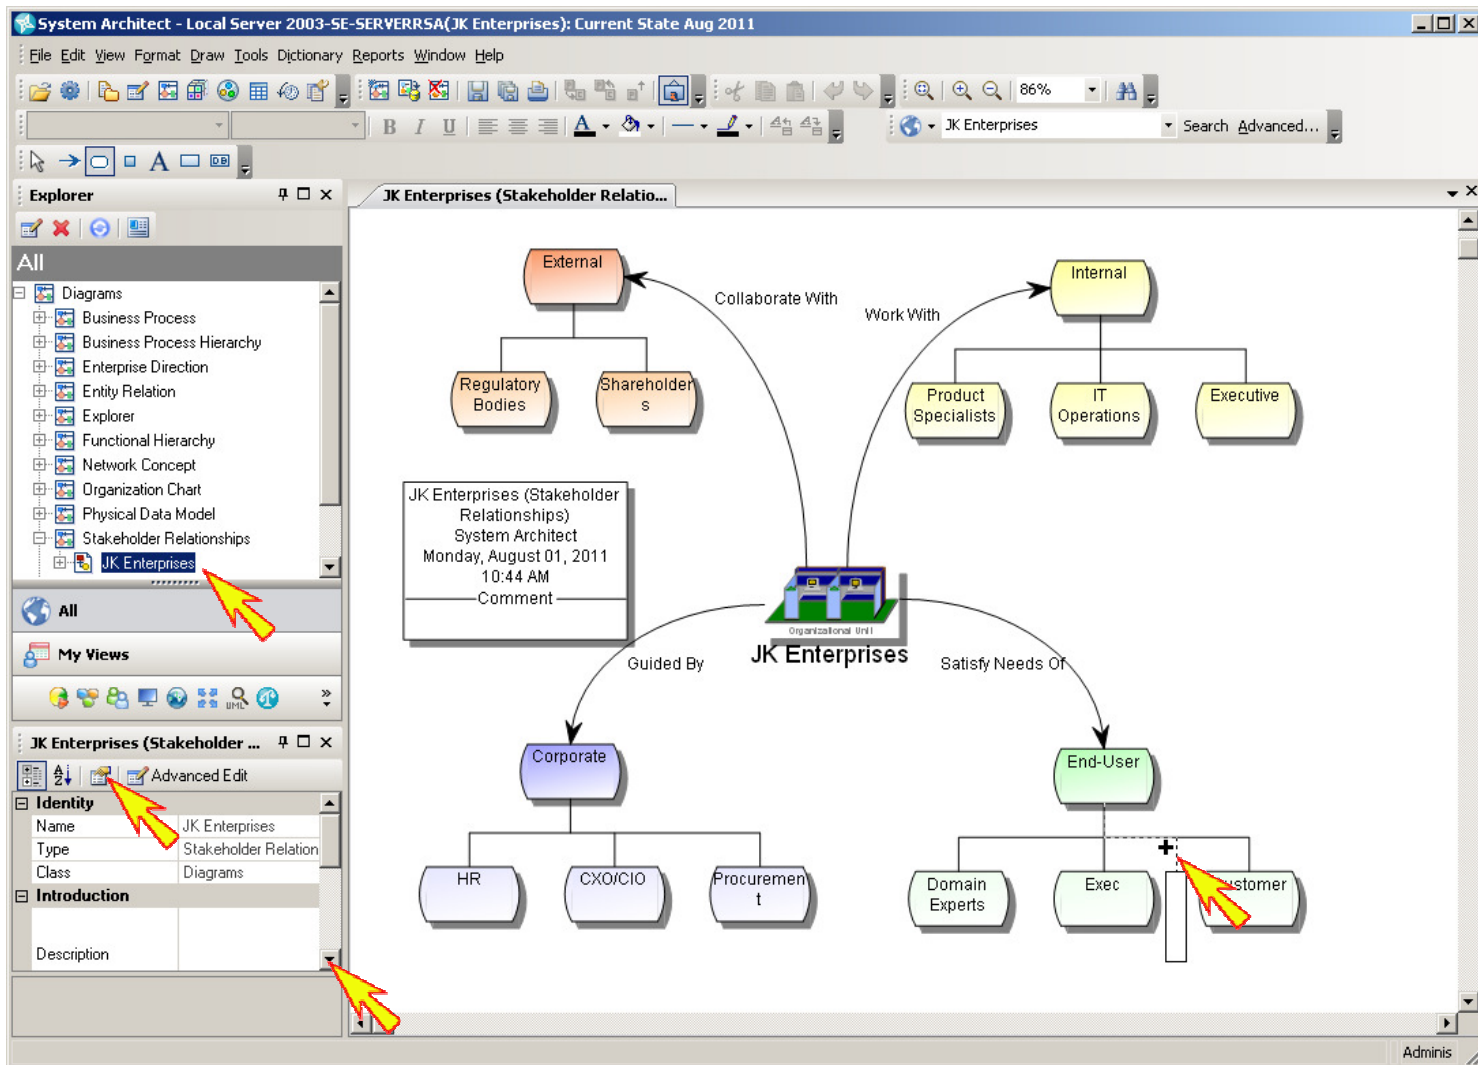 System Architect - Local Server 2003-SE-SERVERRSA(JK Enterprises): Current State Aug 2011
File Edit View Format Draw Tools Dictionary Reports Window Help
86%
B I U A JK Enterprises Search Advanced...
A DB
Explorer
JK Enterprises (Stakeholder Relatio...
All
Diagrams
Business Process
Business Process Hierarchy
Enterprise Direction
Entity Relation
Explorer
Functional Hierarchy
Network Concept
Organization Chart
Physical Data Model
Stakeholder Relationships
JK Enterprises
All
My Views
UML
JK Enterprises (Stakeholder ...
Advanced Edit
Identity
Name JK Enterprises
Type Stakeholder Relation
Class Diagrams
Introduction
Description
External
Collaborate With
Regulatory
Bodies
Shareholder
s
Internal
Work With
Product
Specialists
IT
Operations
Executive
JK Enterprises (Stakeholder
Relationships)
System Architect
Monday, August 01, 2011
10:44 AM
Comment
Organizational Unit
JK Enterprises
Guided By
Satisfy Needs Of
Corporate
HR
CXO/CIO
Procuremen
t
End-User
Domain
Experts
Exec
ustomer
Adminis